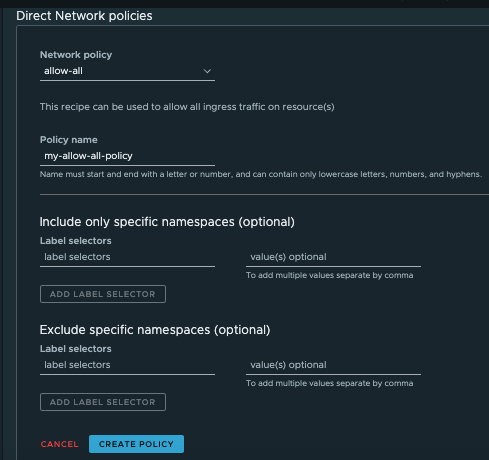 Direct Network policies
Network policy
allow-all
This recipe can be used to allow all ingress traffic on resource(s)
Policy name
my-allow-all-policy
Name must start and end with a letter or number, and can contain only lowercase letters, numbers, and hyphens.
Include only specific namespaces (optional)
Label selectors
label selectors value(s) optional
To add multiple values separate by comma
ADD LABEL SELECTOR
Exclude specific namespaces (optional)
Label selectors
label selectors value(s) optional
To add multiple values separate by comma
ADD LABEL SELECTOR
CANCEL CREATE POLICY